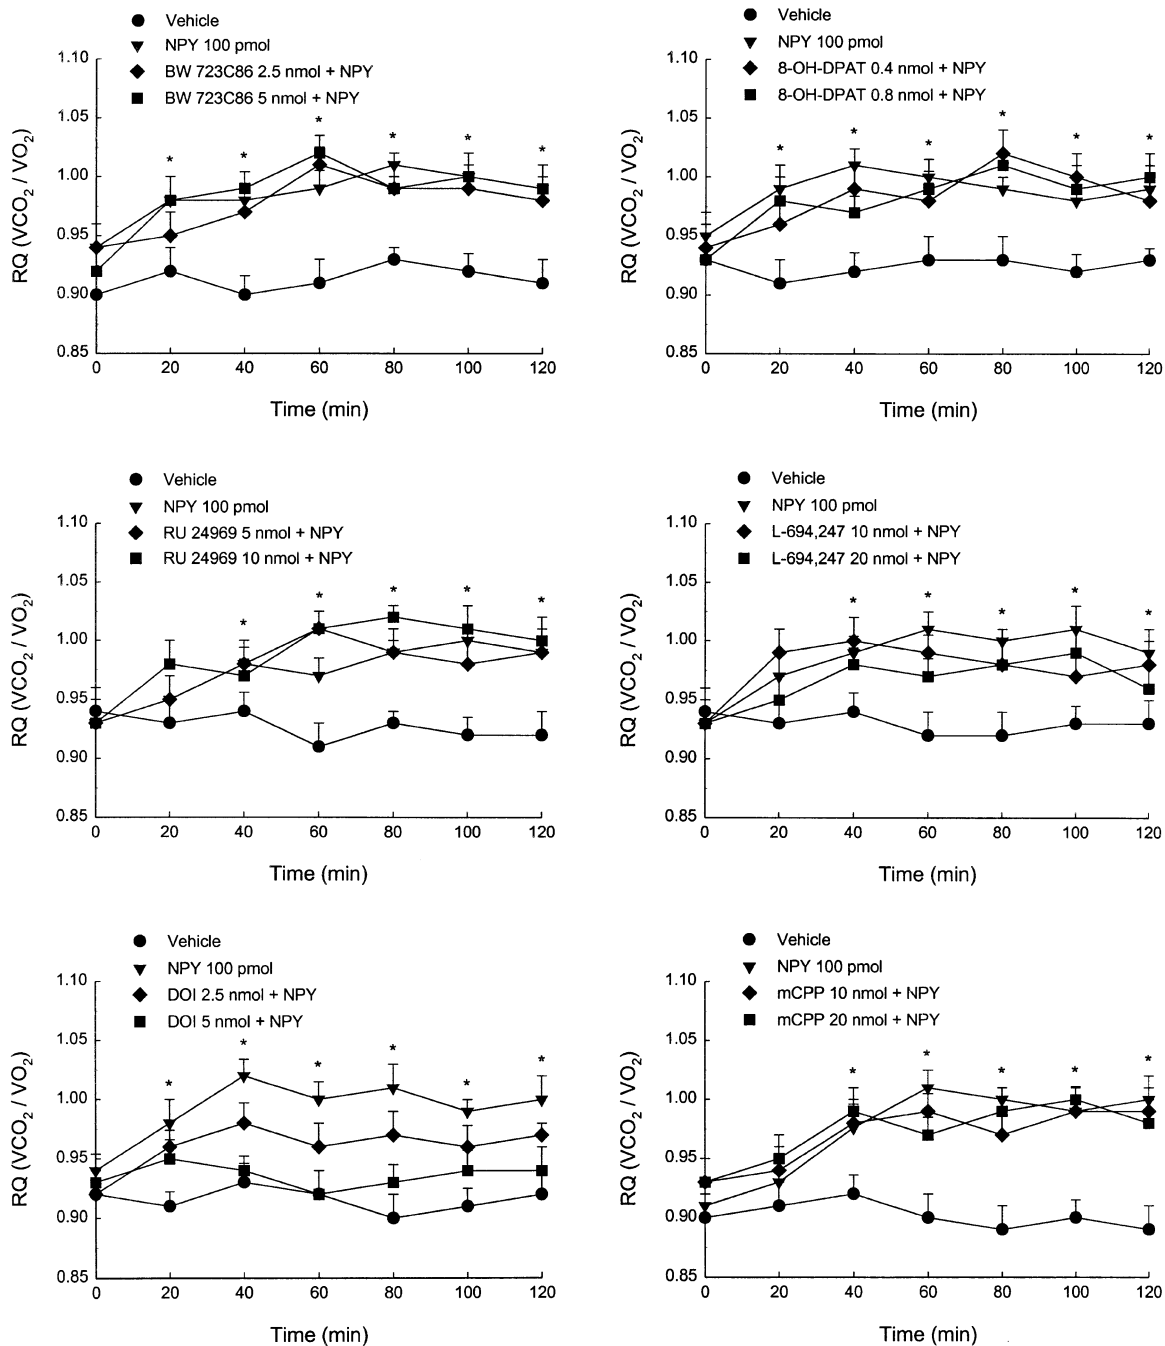 Vehicle
NPY 100 pmol
BW 723C86 2.5 nmol + NPY
BW 723C86 5 nmol + NPY
1.10
1.05
1.00
0.95
0.90
0.85
RQ (VCO2 / VO2)
* * * * * *
0 20 40 60 80 100 120
Time (min)
Vehicle
NPY 100 pmol
8-OH-DPAT 0.4 nmol + NPY
8-OH-DPAT 0.8 nmol + NPY
1.10
1.05
1.00
0.95
0.90
0.85
RQ (VCO2 / VO2)
* * * * * *
0 20 40 60 80 100 120
Time (min)
Vehicle
NPY 100 pmol
RU 24969 5 nmol + NPY
RU 24969 10 nmol + NPY
1.10
1.05
1.00
0.95
0.90
0.85
RQ (VCO2 / VO2)
* * * * *
0 20 40 60 80 100 120
Time (min)
Vehicle
NPY 100 pmol
L-694,247 10 nmol + NPY
L-694,247 20 nmol + NPY
1.10
1.05
1.00
0.95
0.90
0.85
RQ (VCO2 / VO2)
* * * * *
0 20 40 60 80 100 120
Time (min)
Vehicle
NPY 100 pmol
DOI 2.5 nmol + NPY
DOI 5 nmol + NPY
1.10
1.05
1.00
0.95
0.90
0.85
RQ (VCO2 / VO2)
* * * * * *
0 20 40 60 80 100 120
Time (min)
Vehicle
NPY 100 pmol
mCPP 10 nmol + NPY
mCPP 20 nmol + NPY
1.10
1.05
1.00
0.95
0.90
0.85
RQ (VCO2 / VO2)
* * * * *
0 20 40 60 80 100 120
Time (min)